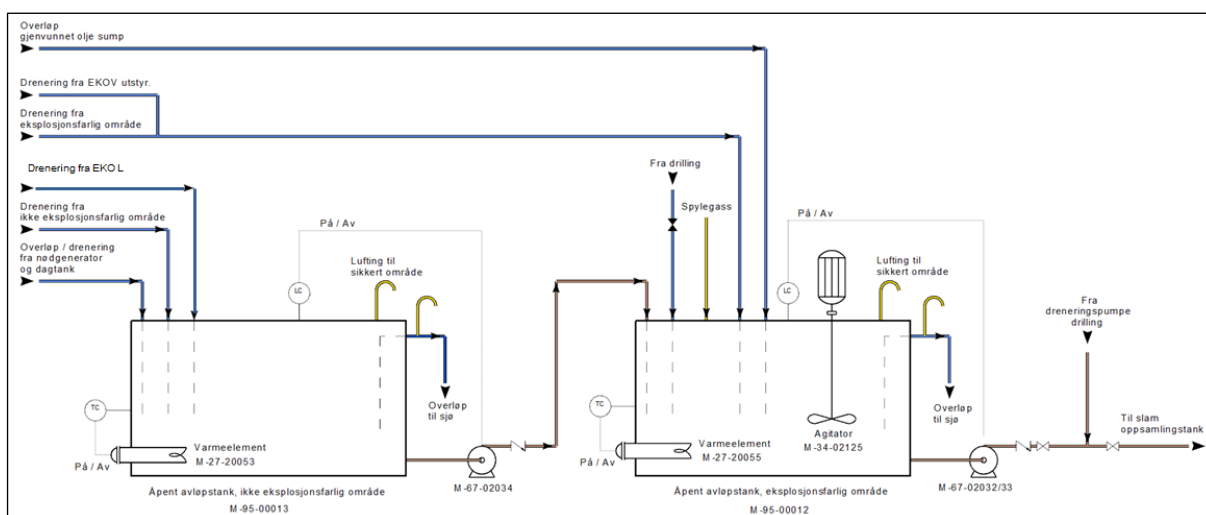 Overløp
gjenvunnet olje sump
Drenering fra EKOV utstyr.
Drenering fra
eksplosjonsfarlig område
Drenering fra EKO L
Drenering fra
ikke eksplosjonsfarlig område
Overløp / drenering
fra nødgenerator
og dagtank
På / Av
LC
Lufting til
sikkert område
Overløp
til sjø
TC
På / Av
Varmeelement
M-27-20053
M-67-02034
Åpent avløpstank, ikke eksplosjonsfarlig område
M-95-00013
Fra drilling
Spylegass
På / Av
LC
Lufting til
sikkert område
Overløp
til sjø
TC
På / Av
Varmeelement
M-27-20055
Agitator
M-34-02125
M-67-02032/33
Åpent avløpstank, eksplosjonsfarlig område
M-95-00012
Fra
dreneringspumpe
drilling
Til slam
oppsamlingstank